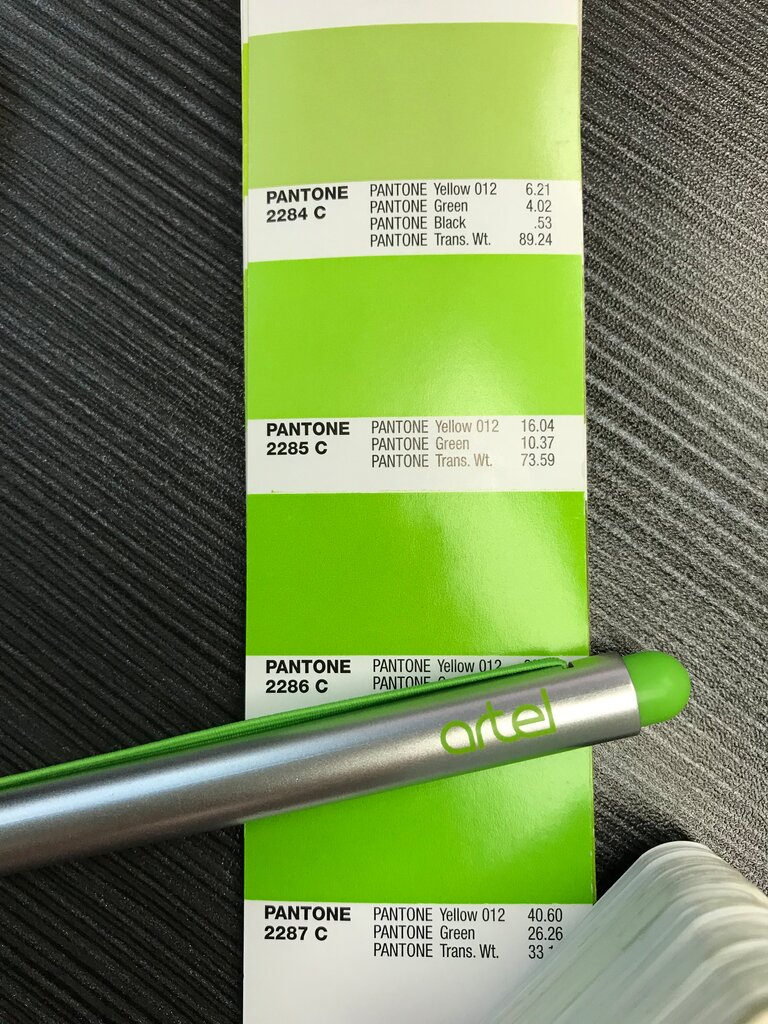 PANTONE 2284 C
PANTONE Yellow 012 6.21
PANTONE Green 4.02
PANTONE Black .53
PANTONE Trans. Wt. 89.24
PANTONE 2285 C
PANTONE Yellow 012 16.04
PANTONE Green 10.37
PANTONE Trans. Wt. 73.59
PANTONE 2286 C
PANTONE Yellow 012
PANTONE
artel
PANTONE 2287 C
PANTONE Yellow 012 40.60
PANTONE Green 26.26
PANTONE Trans. Wt. 33